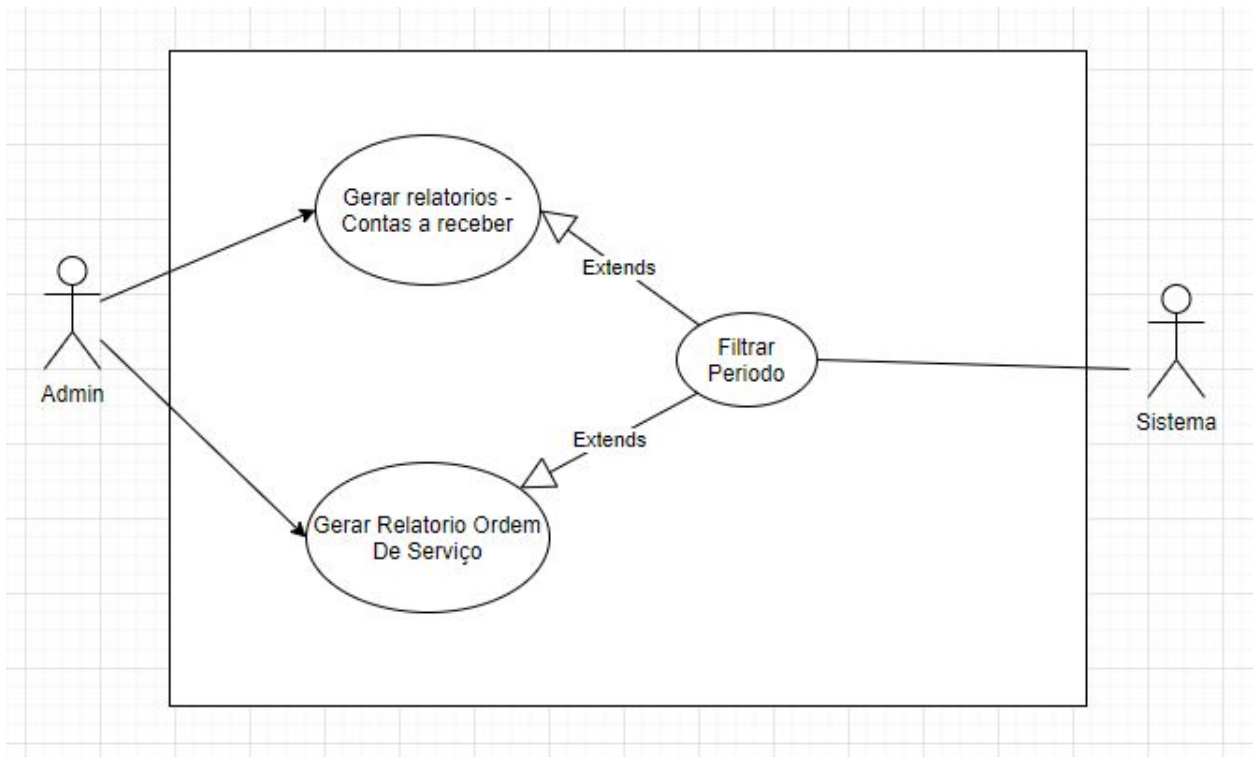 Gerar relatorios -
Contas a receber
Extends
Filtrar
Periodo
Admin
Sistema
Extends
Gerar Relatorio Ordem
De Serviço